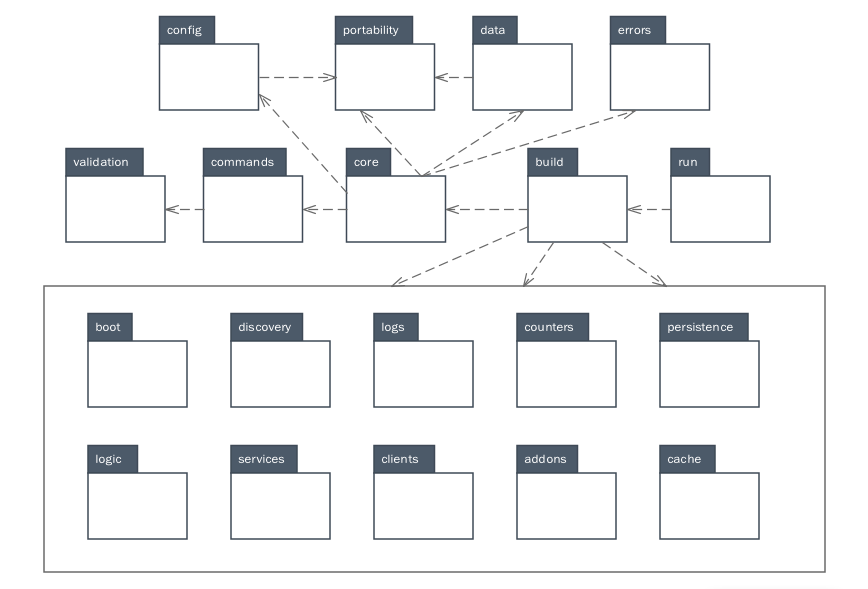 config
portability
data
errors
validation
commands
core
build
run
boot
discovery
logs
counters
persistence
logic
services
clients
addons
cache